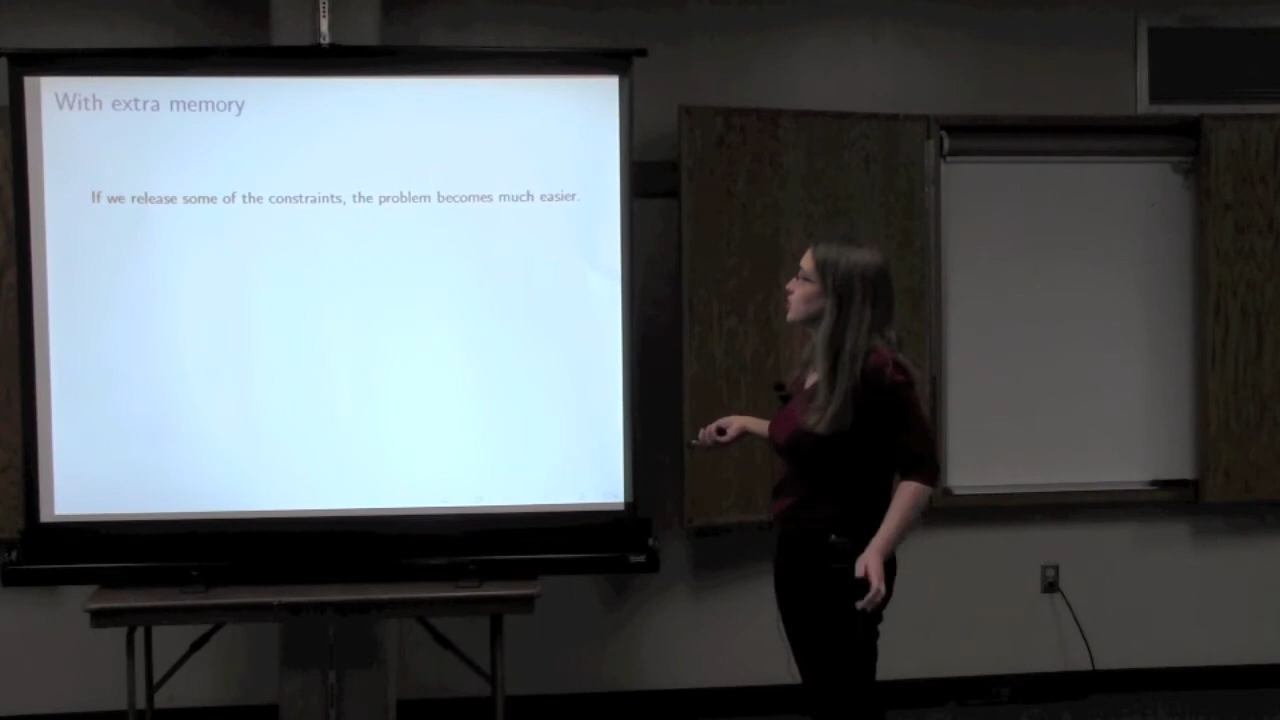 With extra memory
If we release some of the constraints, the problem becomes much easier.